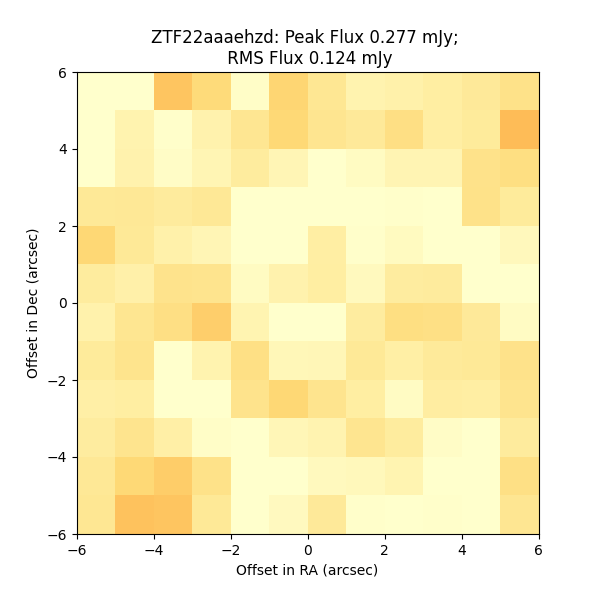 ZTF22aaaehzd: Peak Flux 0.277 mJy;
RMS Flux 0.124 mJy
6
4
2
0
−2
−4
−6
Offset in Dec (arcsec)
−6 −4 −2 0 2 4 6
Offset in RA (arcsec)